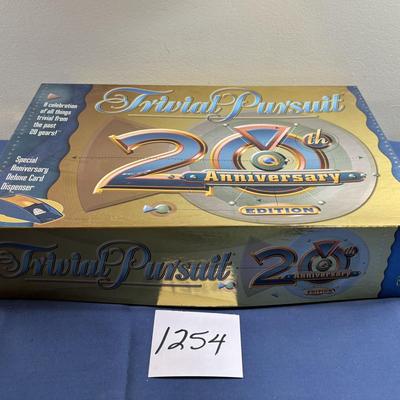 Trivial Pursuit
A celebration
of all things
trivial from
the past
20 years!
20th
Anniversary
EDITION
Special
Anniversary
Deluxe Card
Dispenser
Trivial Pursuit
20th
Anniversary
EDITION
1254